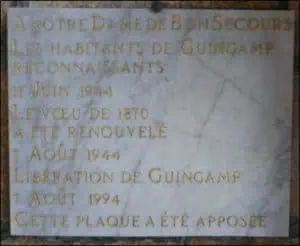 A NOTRE DAME DE BON SECOURS
LES HABITANTS DE GUINGAMP
RECONNAISSANTS
11 JUIN 1944
LE VŒU DE 1870
A ÉTÉ RENOUVELÉ
7 AOÛT 1944
LIBÉRATION DE GUINGAMP
7 AOÛT 1994
CETTE PLAQUE A ÉTÉ APPOSÉE